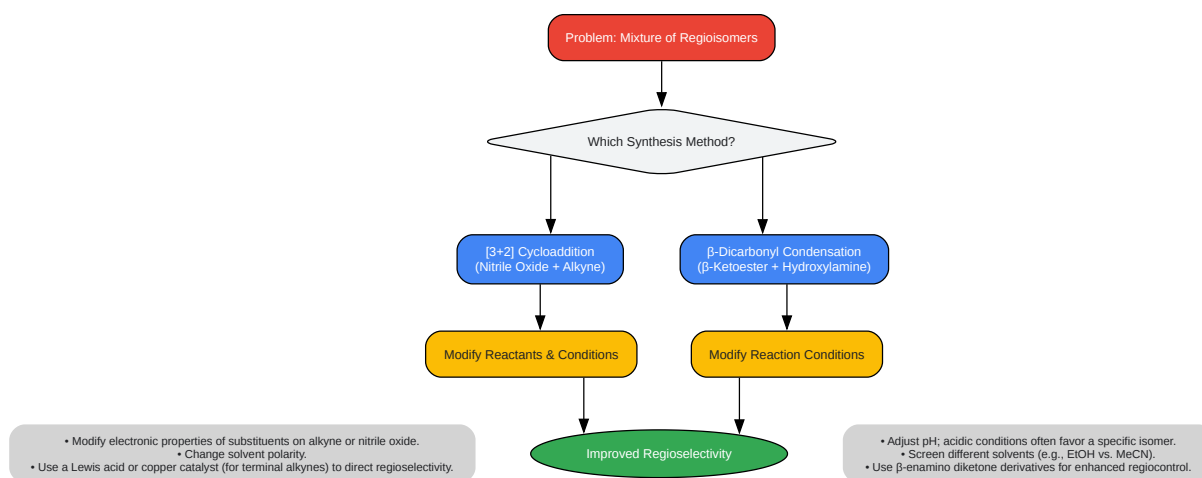 Problem: Mixture of Regioisomers
Which Synthesis Method?
[3+2] Cycloaddition
(Nitrile Oxide + Alkyne)
β-Dicarbonyl Condensation
(β-Ketoester + Hydroxylamine)
Modify Reactants & Conditions
Modify Reaction Conditions
• Modify electronic properties of substituents on alkyne or nitrile oxide.
• Change solvent polarity.
• Use a Lewis acid or copper catalyst (for terminal alkynes) to direct regioselectivity.
Improved Regioselectivity
• Adjust pH; acidic conditions often favor a specific isomer.
• Screen different solvents (e.g., EtOH vs. MeCN).
• Use β-enamino diketone derivatives for enhanced regiocontrol.